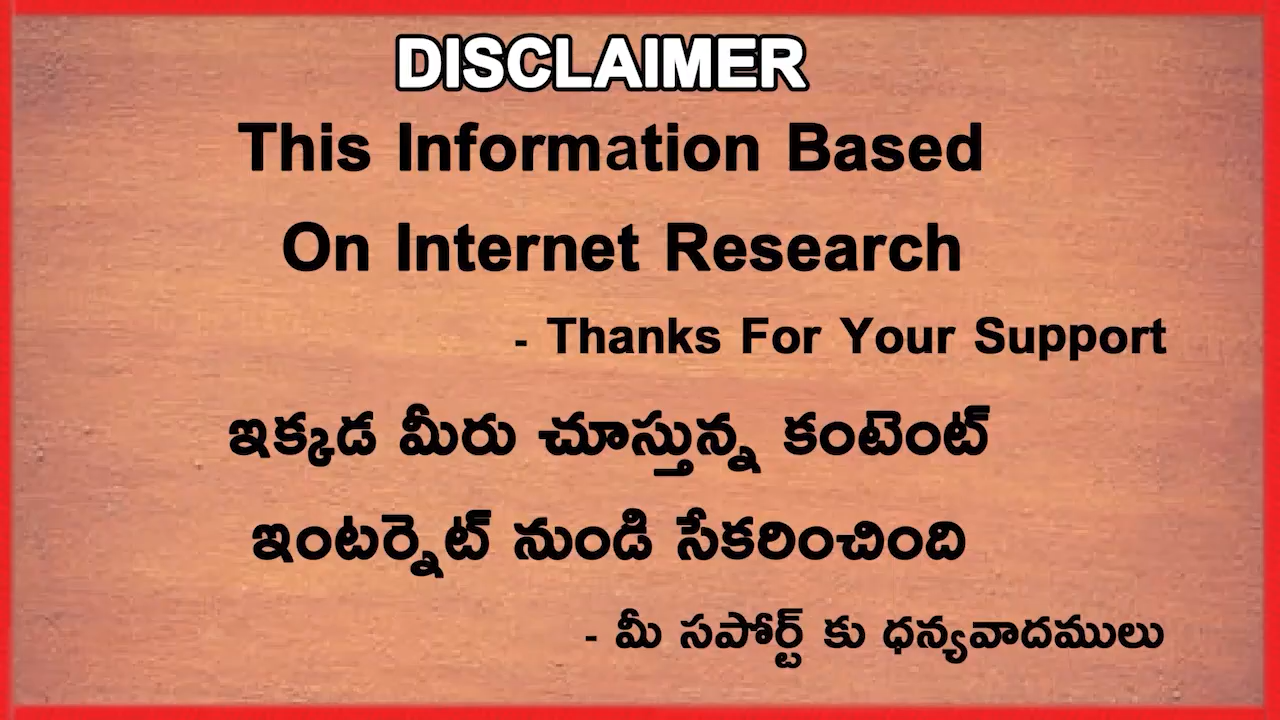 DISCLAIMER
This Information Based
On Internet Research
- Thanks For Your Support
ఇక్కడ మీరు చూస్తున్న కంటెంట్
ఇంటర్నెట్ నుండి సేకరించింది
- మీ సపోర్ట్ కు ధన్యవాదములు